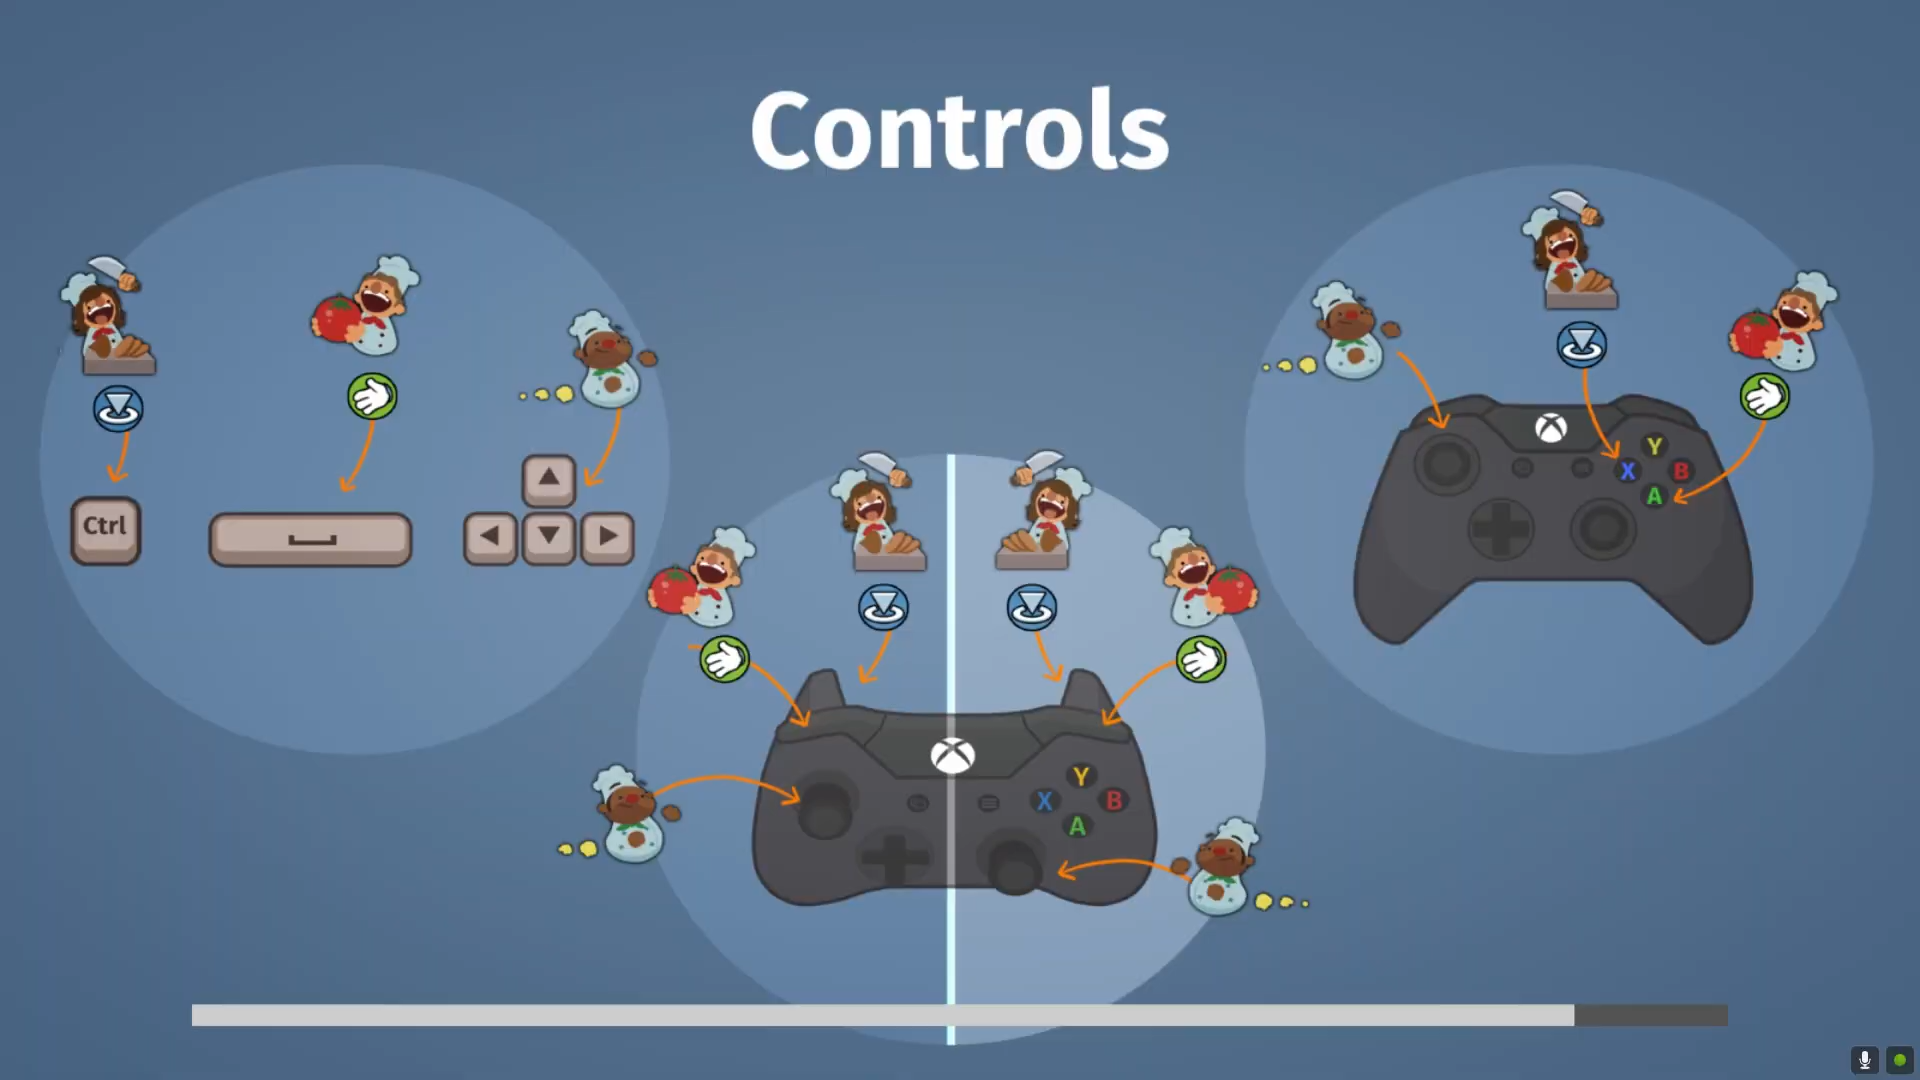 Controls
Ctrl
Y
X B
A
Y
X B
A